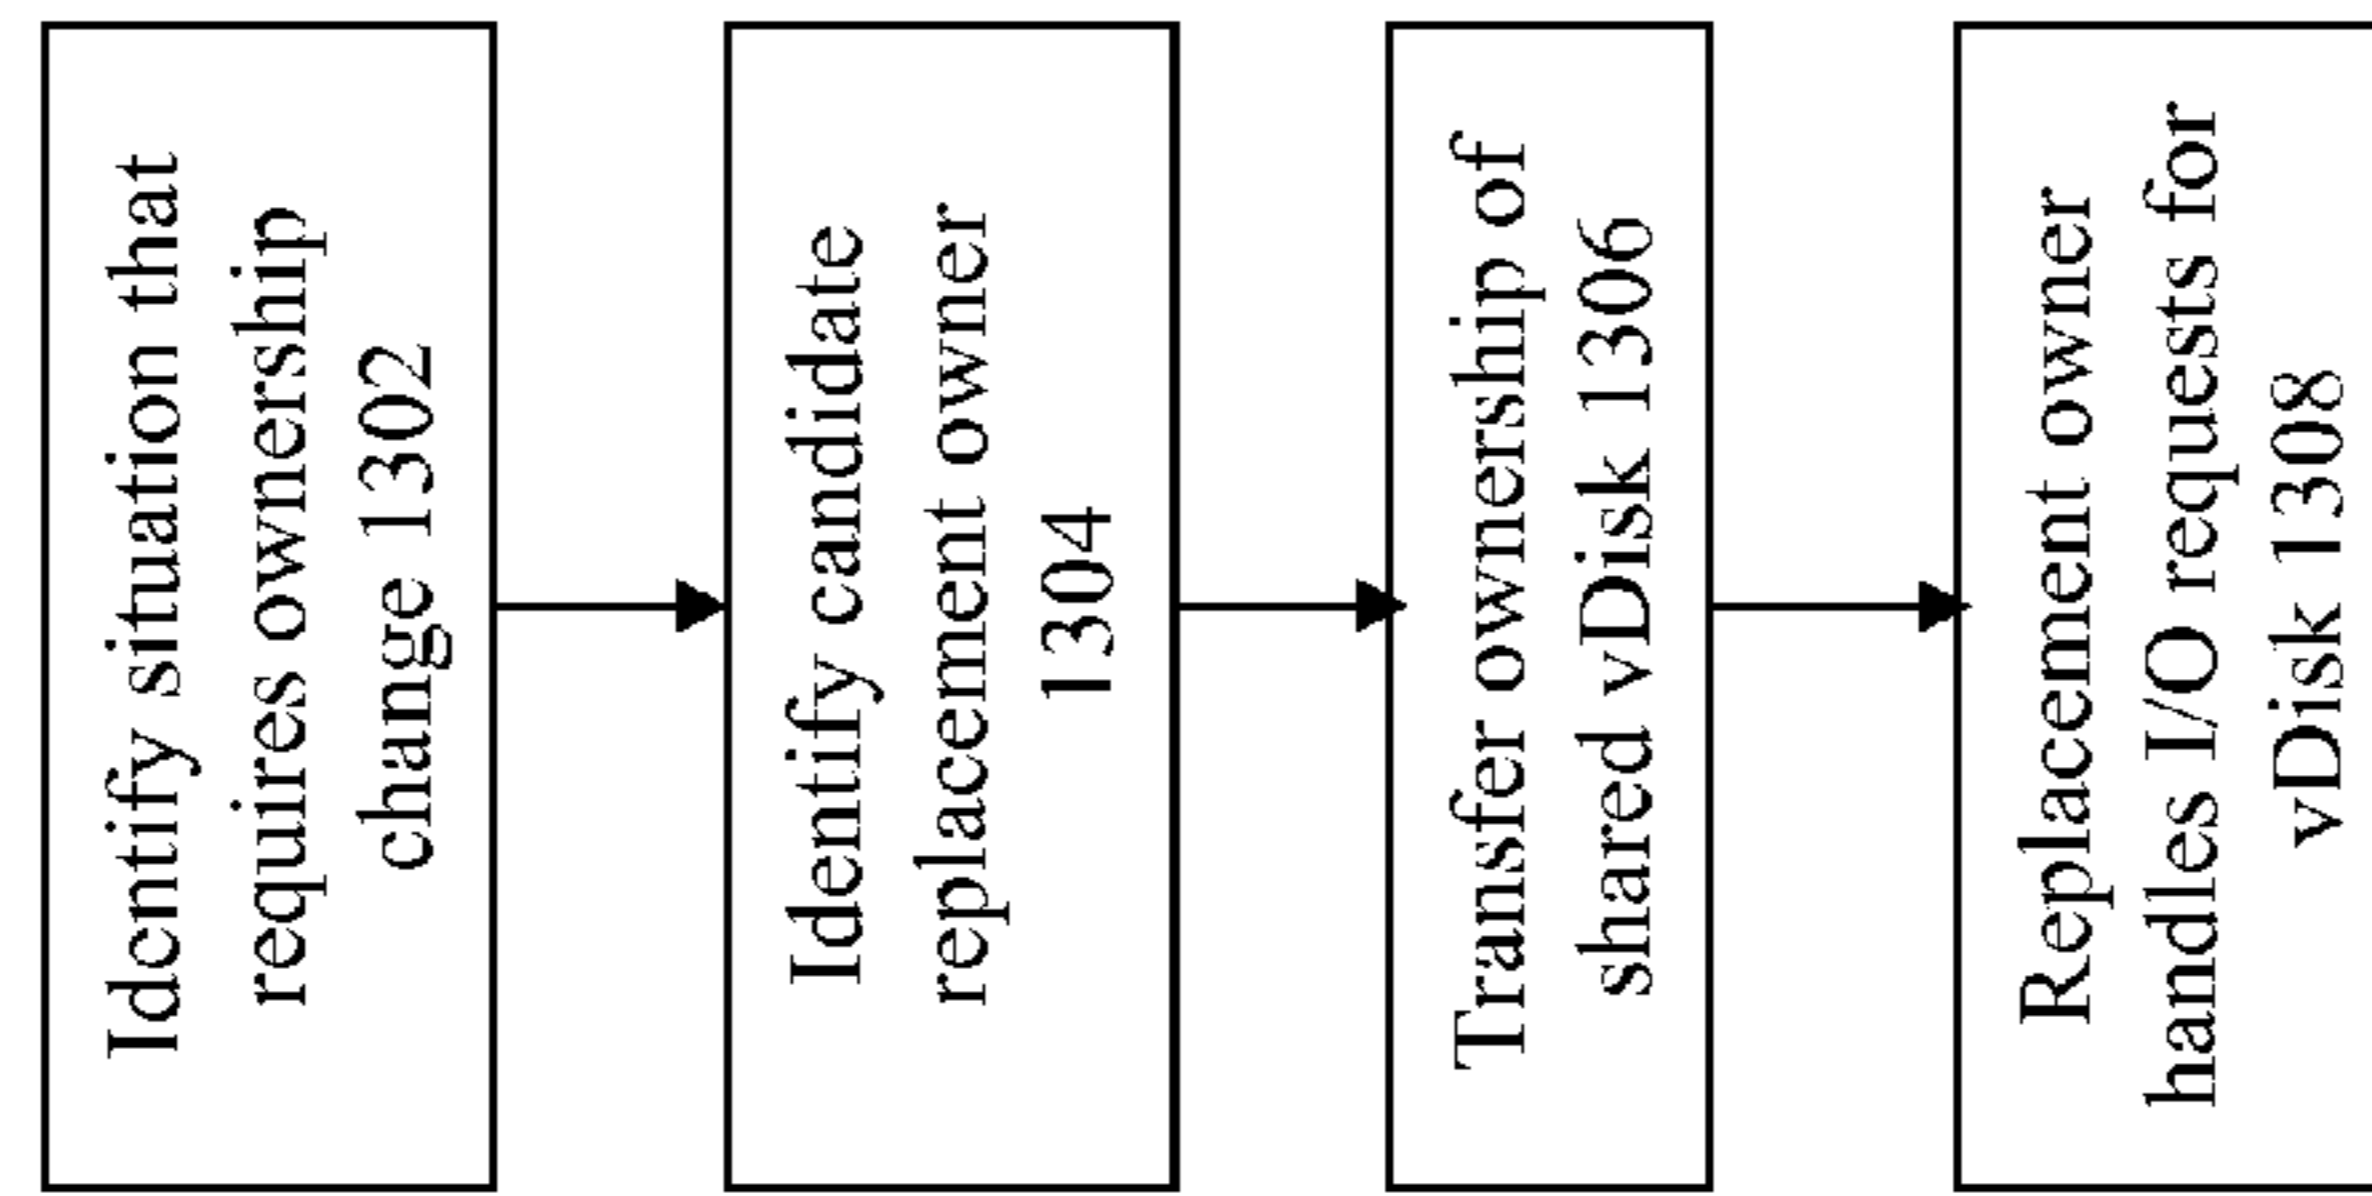 Identify situation that
requires ownership
change 1302
Identify candidate
replacement owner
1304
Transfer ownership of
shared vDisk 1306
Replacement owner
handles I/O requests for
vDisk 1308